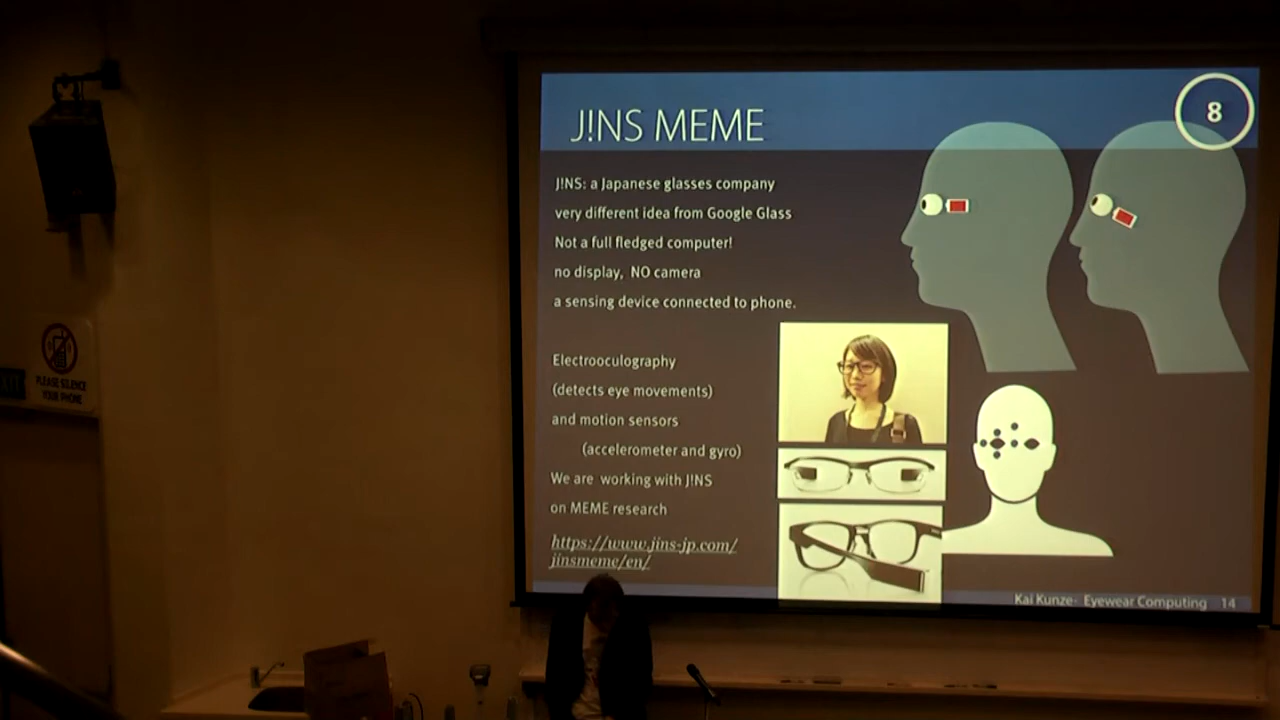 J!NS MEME
8
J!NS: a Japanese glasses company
very different idea from Google Glass
Not a full fledged computer!
no display, NO camera
a sensing device connected to phone.
Electrooculography
(detects eye movements)
and motion sensors
(accelerometer and gyro)
We are working with J!NS
on MEME research
https://www.jins-jp.com/
jinsmeme/en/
Kai Kunze- Eyewear Computing 14
EXIT
PLEASE SILENCE
YOUR PHONE